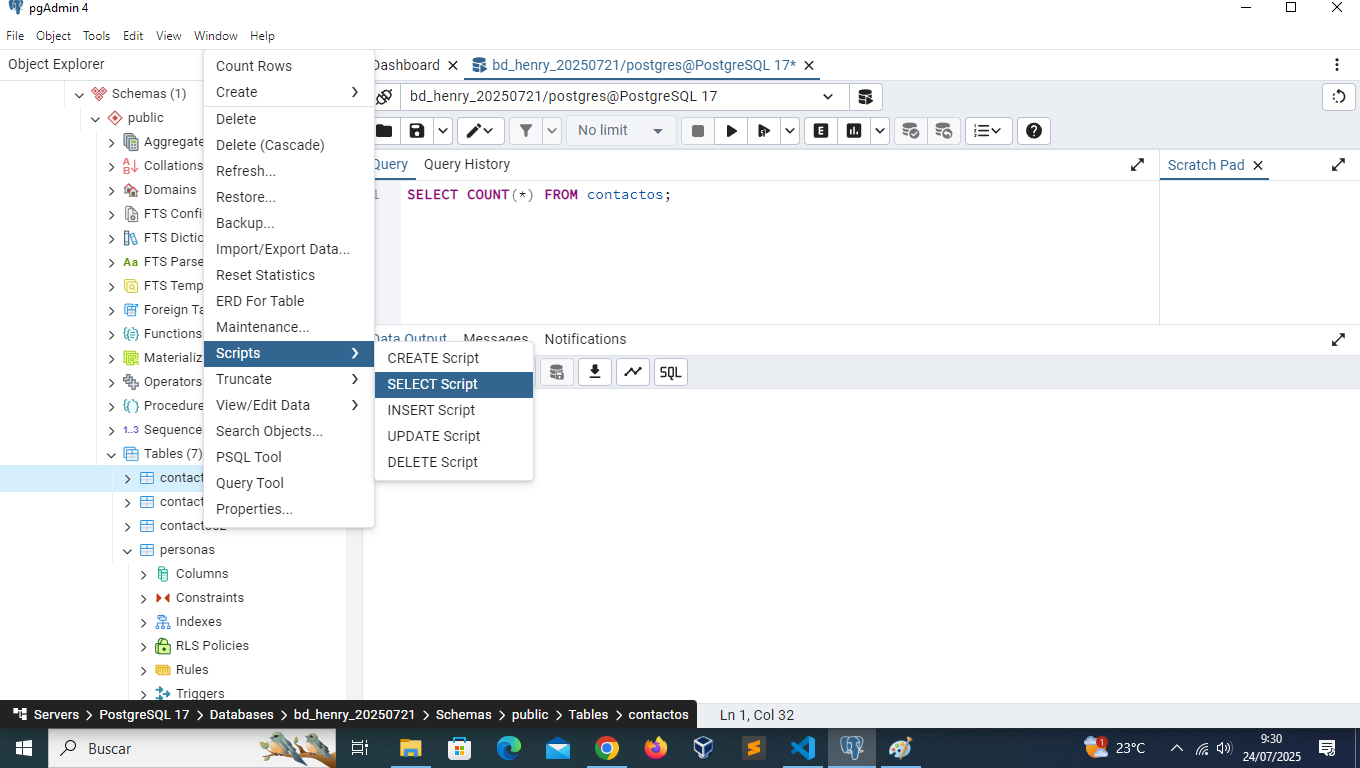 pgAdmin 4
File Object Tools Edit View Window Help
Object Explorer
Schemas (1)
public
Aggregate
Collations
Domains
FTS Confi
FTS Dictio
FTS Parse
FTS Temp
Foreign Ta
Functions
Materializ
Operators
Procedure
1..3 Sequence
Tables (7)
contact
contact
personas
Columns
Constraints
Indexes
RLS Policies
Rules
Triggers
Count Rows
Create
Delete
Delete (Cascade)
Refresh...
Restore...
Backup...
Import/Export Data...
Reset Statistics
ERD For Table
Maintenance...
Scripts
Truncate
View/Edit Data
Search Objects...
PSQL Tool
Query Tool
Properties...
CREATE Script
SELECT Script
INSERT Script
UPDATE Script
DELETE Script
Dashboard bd_henry_20250721/postgres@PostgreSQL 17*
bd_henry_20250721/postgres@PostgreSQL 17
No limit
Query Query History
Scratch Pad
1 SELECT COUNT(*) FROM contactos;
Data Output Messages Notifications
SQL
Servers PostgreSQL 17 Databases bd_henry_20250721 Schemas public Tables contactos
Ln 1, Col 32
Buscar
1
23°C
9:30
24/07/2025